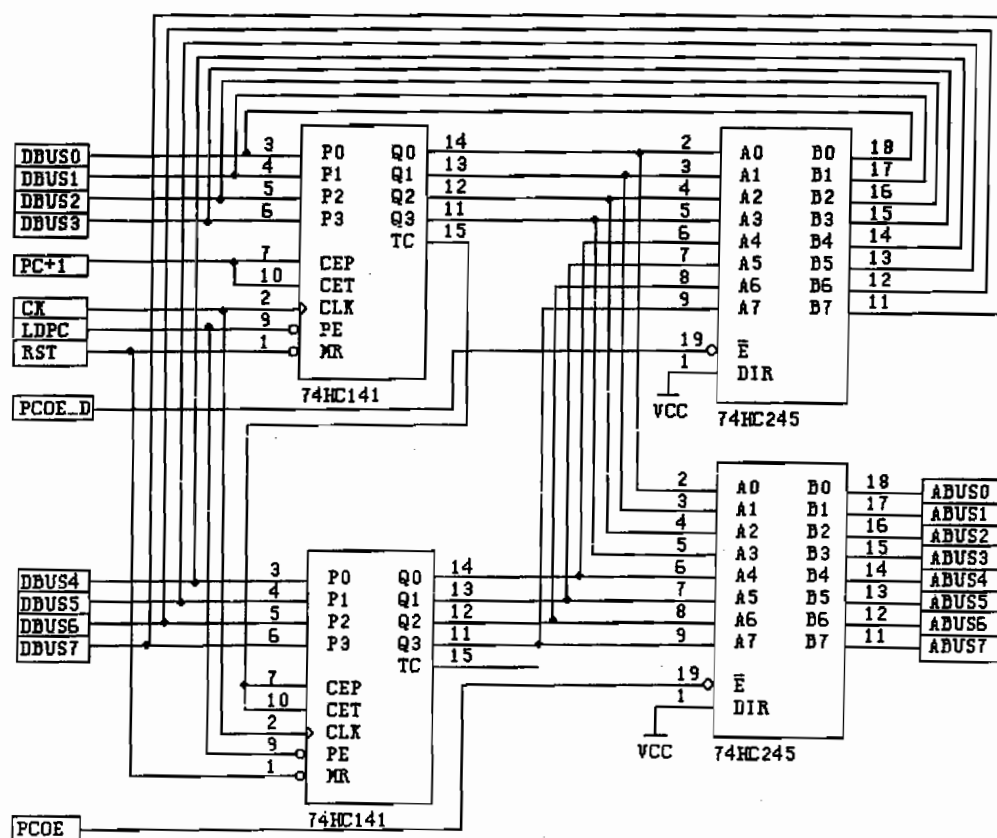 DBUS0 3 P0 Q0 14 2 A0 B0 18
DBUS1 4 P1 Q1 13 3 A1 B1 17
DBUS2 5 P2 Q2 12 4 A2 B2 16
DBUS3 6 P3 Q3 11 5 A3 B3 15
TC 15 6 A4 B4 14
PC+1 7 CEP 7 A5 B5 13
10 CET 8 A6 B6 12
CK 2 CLK 9 A7 B7 11
LDPC 9 PE
RST 1 MR 19 E̅
1 DIR
74HC141 VCC
PCOE_D 74HC245
2 A0 B0 18 ABUS0
3 A1 B1 17 ABUS1
4 A2 B2 16 ABUS2
5 A3 B3 15 ABUS3
DBUS4 3 P0 Q0 14 6 A4 B4 14 ABUS4
DBUS5 4 P1 Q1 13 7 A5 B5 13 ABUS5
DBUS6 5 P2 Q2 12 8 A6 B6 12 ABUS6
DBUS7 6 P3 Q3 11 9 A7 B7 11 ABUS7
TC 15
7 CEP 19 E̅
10 CET 1 DIR
2 CLK
9 PE VCC 74HC245
1 MR
74HC141
PCOE